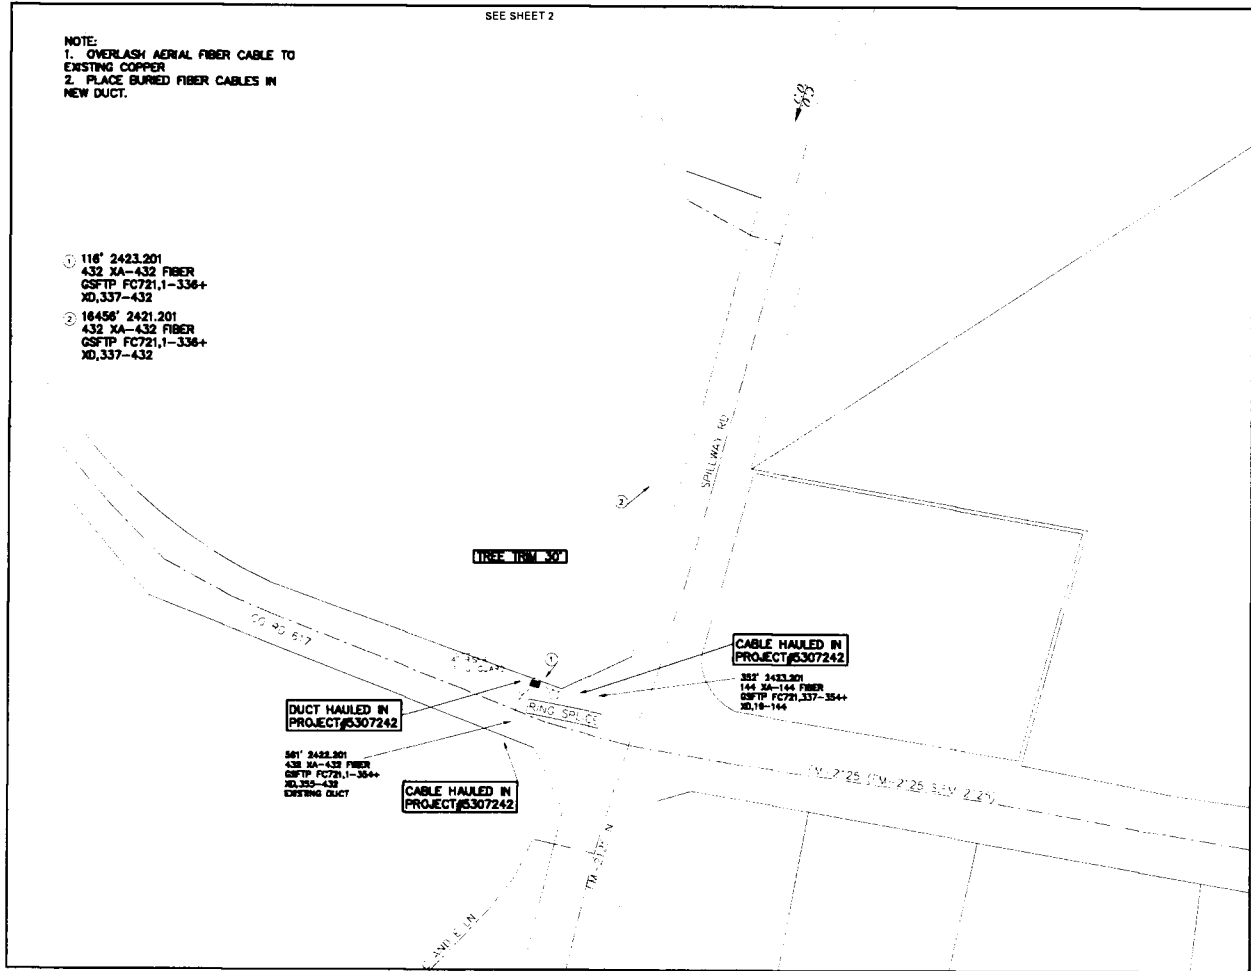 SEE SHEET 2
NOTE:
1. OVERLASH AERIAL FIBER CABLE TO
EXISTING COPPER
2. PLACE BURIED FIBER CABLES IN
NEW DUCT.
1 116' 2423.201
432 XA-432 FIBER
GSFTP FC721,1-336+
XD,337-432
2 16456' 2421.201
432 XA-432 FIBER
GSFTP FC721,1-336+
XD,337-432
SPILLWAY RD
2
TREE TRIM 30'
CO RD 617
1
CABLE HAULED IN
PROJECT#5307242
352' 2423.201
144 XA-144 FIBER
GSFTP FC721,337-354+
XD,19-144
RING SPLICE
DUCT HAULED IN
PROJECT#5307242
561' 2422.201
432 XA-432 FIBER
GSFTP FC721,1-354+
XD,355-432
EXISTING DUCT
CABLE HAULED IN
PROJECT#5307242